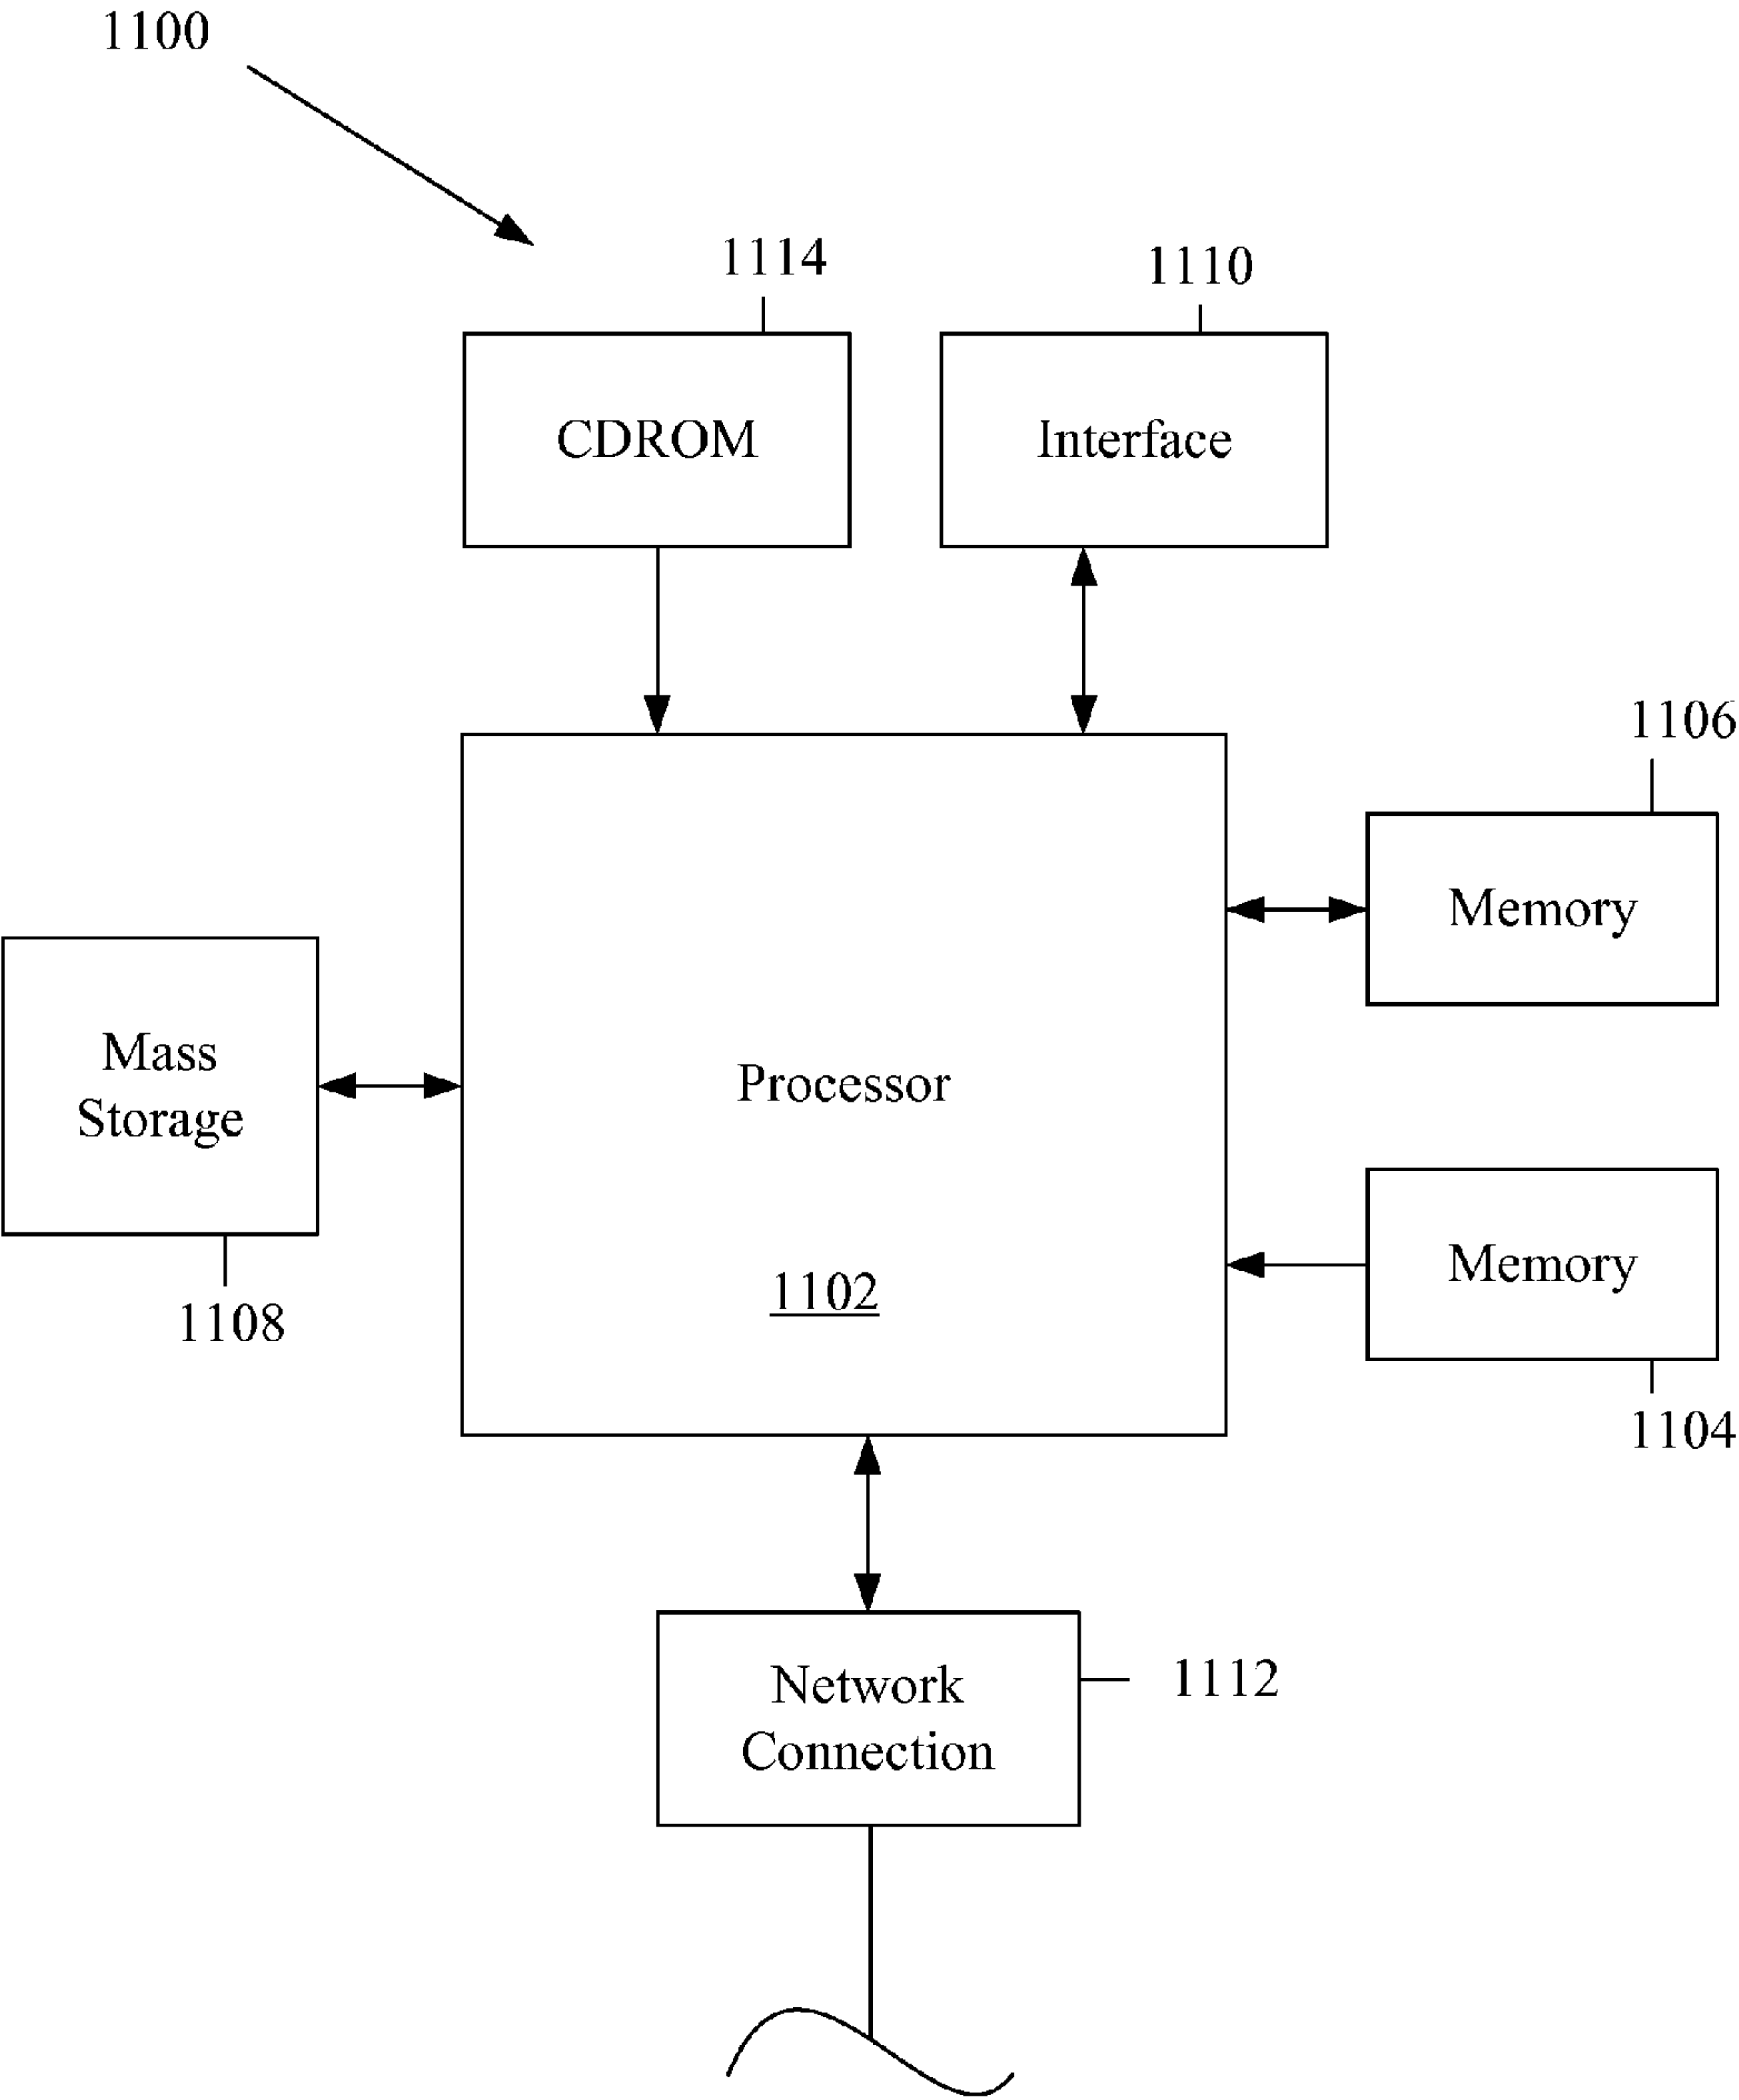 1100
1114
1110
CDROM
Interface
1106
Memory
Mass
Storage
Processor
1108
1102
Memory
1104
Network
Connection
1112